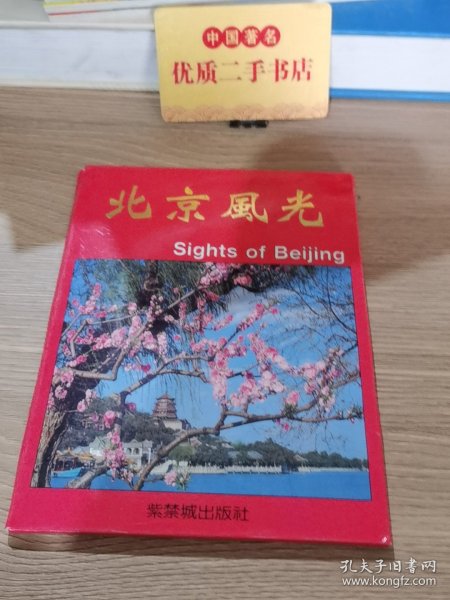 中国著名
优质二手书店
北京風光
Sights of Beijing
紫禁城出版社
孔夫子旧书网
www.kongfz.com